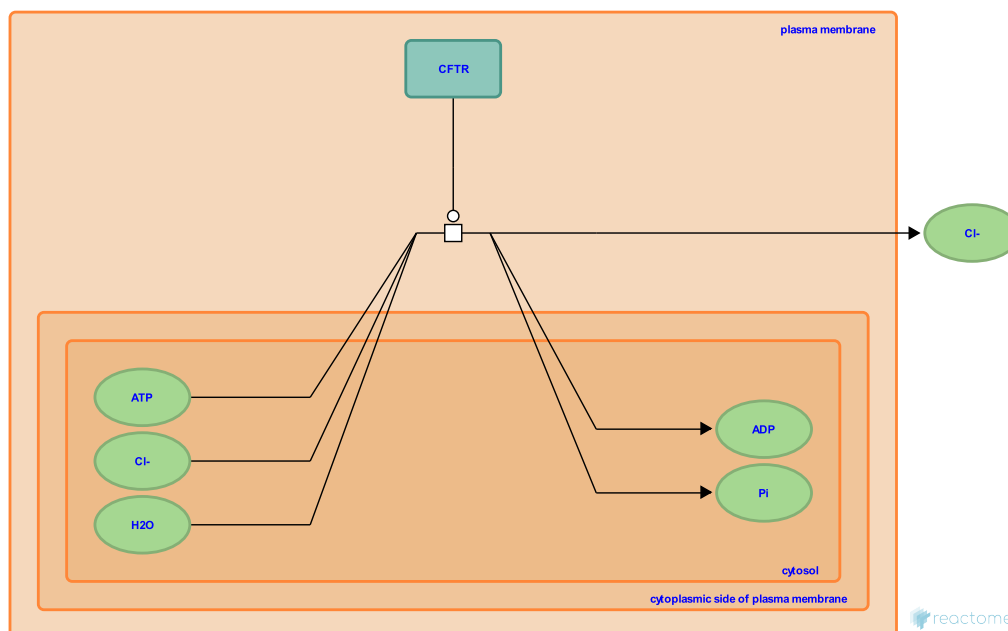 plasma membrane
CFTR
Cl-
ATP
ADP
Cl-
Pi
H2O
cytosol
cytoplasmic side of plasma membrane
reactome